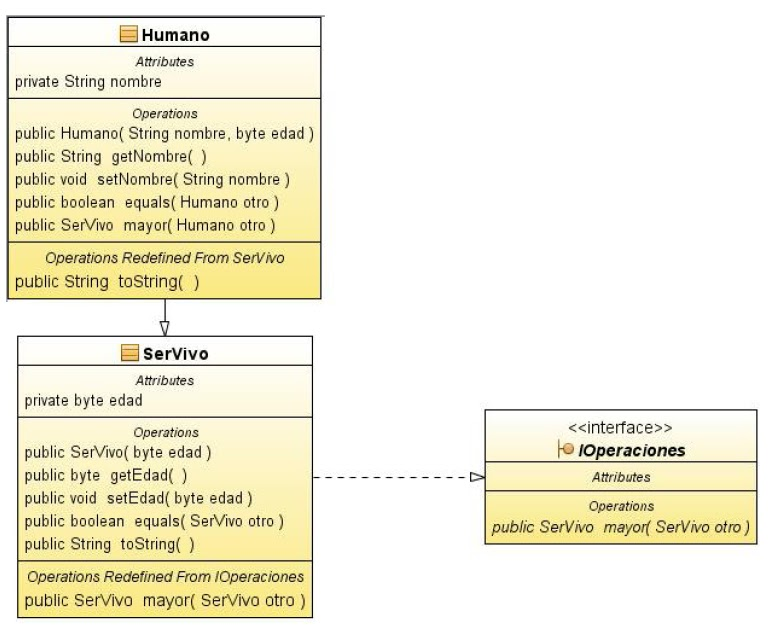 Humano
Attributes
private String nombre
Operations
public Humano( String nombre, byte edad )
public String getNombre( )
public void setNombre( String nombre )
public boolean equals( Humano otro )
public SerVivo mayor( Humano otro )
Operations Redefined From SerVivo
public String toString( )
SerVivo
Attributes
private byte edad
Operations
public SerVivo( byte edad )
public byte getEdad( )
public void setEdad( byte edad )
public boolean equals( SerVivo otro )
public String toString( )
Operations Redefined From IOperaciones
public SerVivo mayor( SerVivo otro )
<<interface>>
IOperaciones
Attributes
Operations
public SerVivo mayor( SerVivo otro )